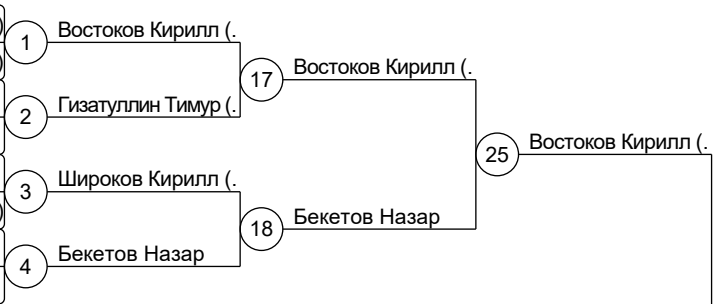 1 Востоков Кирилл (.
17 Востоков Кирилл (.
2 Гизатуллин Тимур (.
25 Востоков Кирилл (.
3 Широков Кирилл (.
18 Бекетов Назар
4 Бекетов Назар